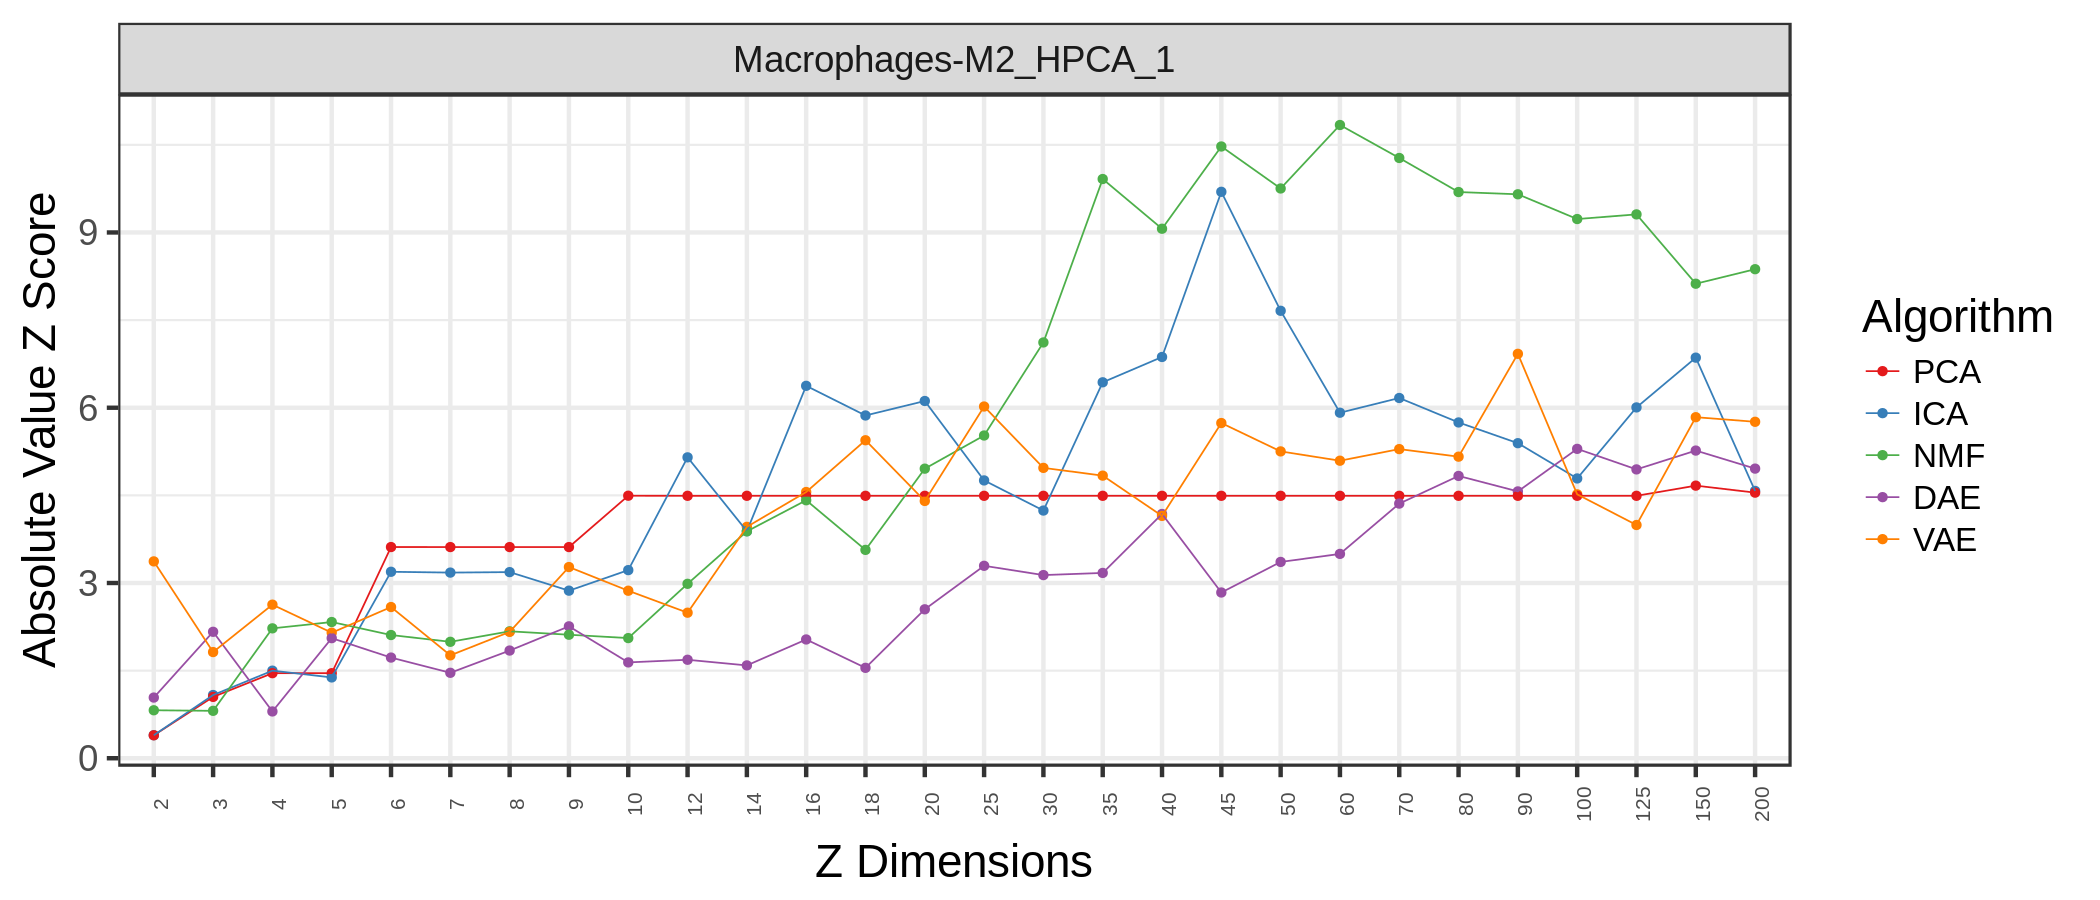 Macrophages-M2_HPCA_1
Absolute Value Z Score
9
6
3
0
2 3 4 5 6 7 8 9 10 12 14 16 18 20 25 30 35 40 45 50 60 70 80 90 100 125 150 200
Z Dimensions
Algorithm
PCA
ICA
NMF
DAE
VAE